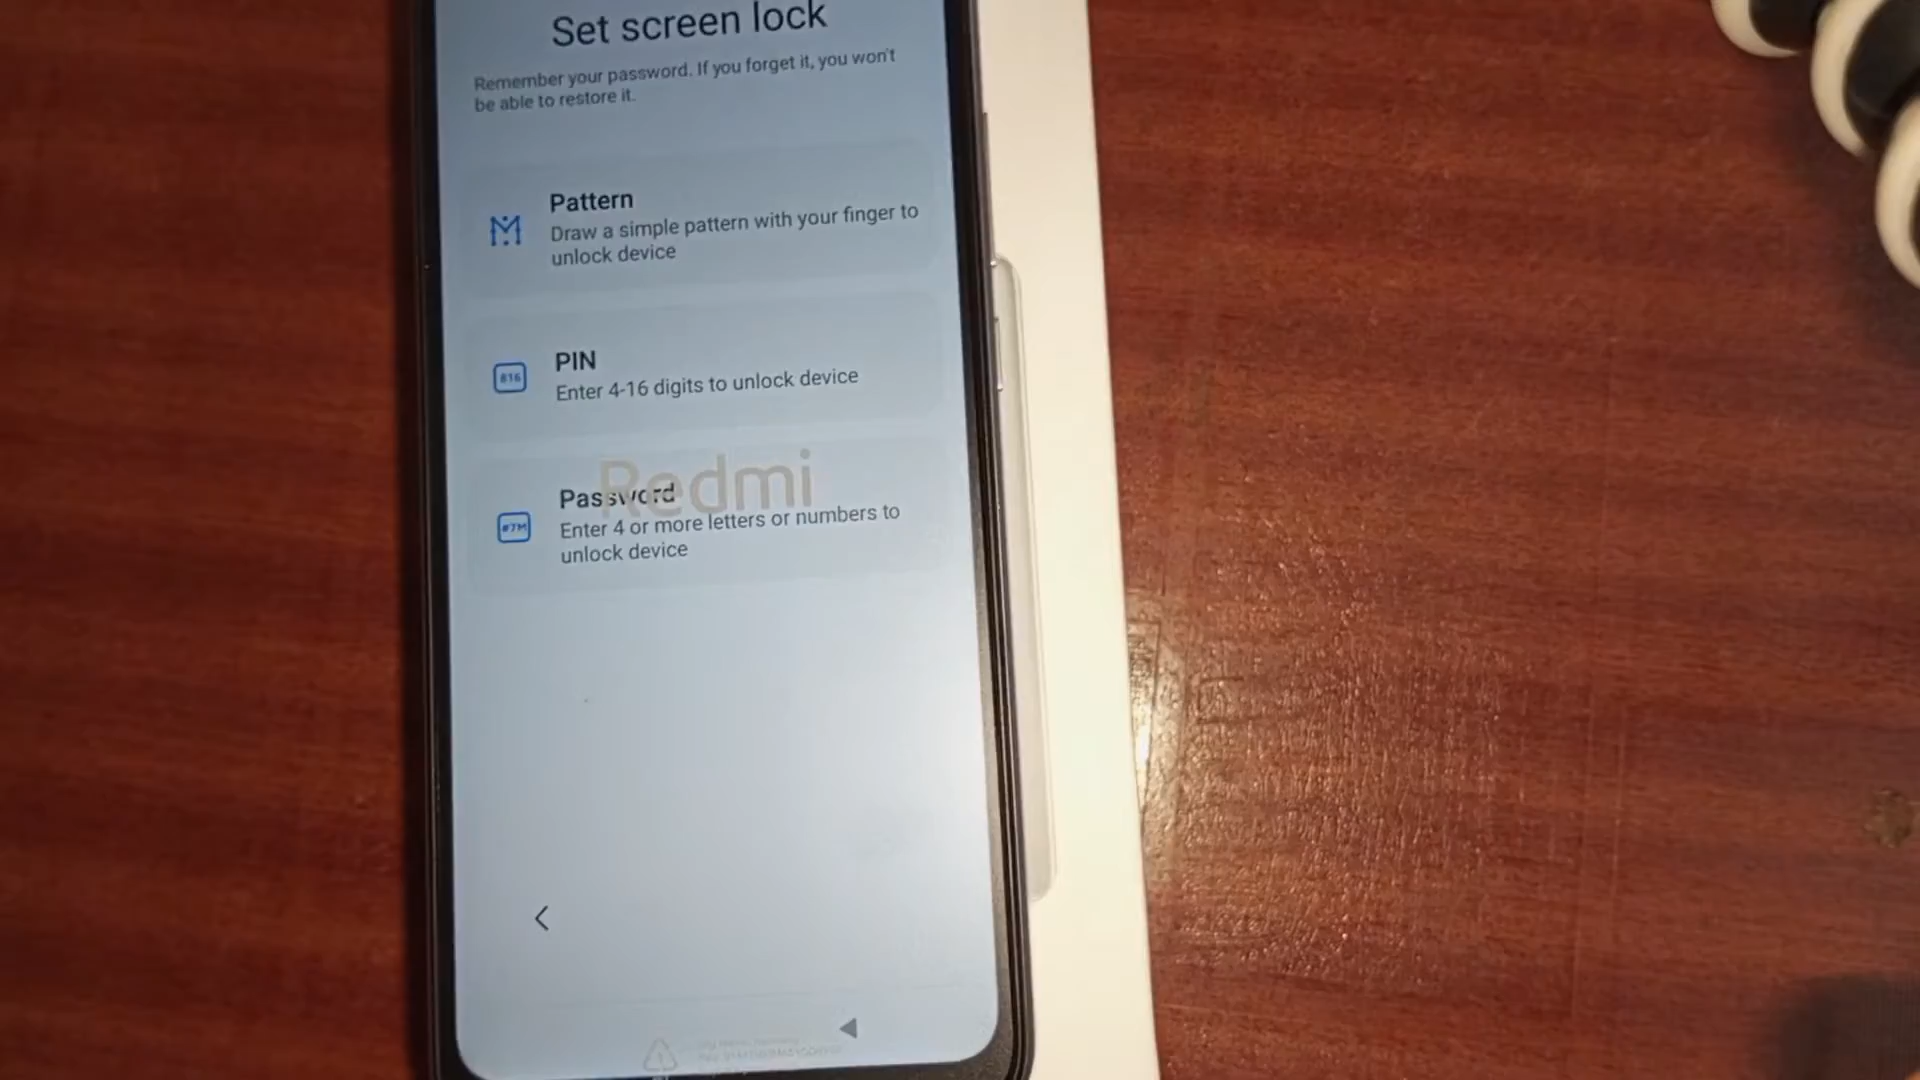 Set screen lock
Remember your password. If you forget it, you won't
be able to restore it.
Pattern
Draw a simple pattern with your finger to
unlock device
816
PIN
Enter 4-16 digits to unlock device
Redmi
Password
#7M
Enter 4 or more letters or numbers to
unlock device